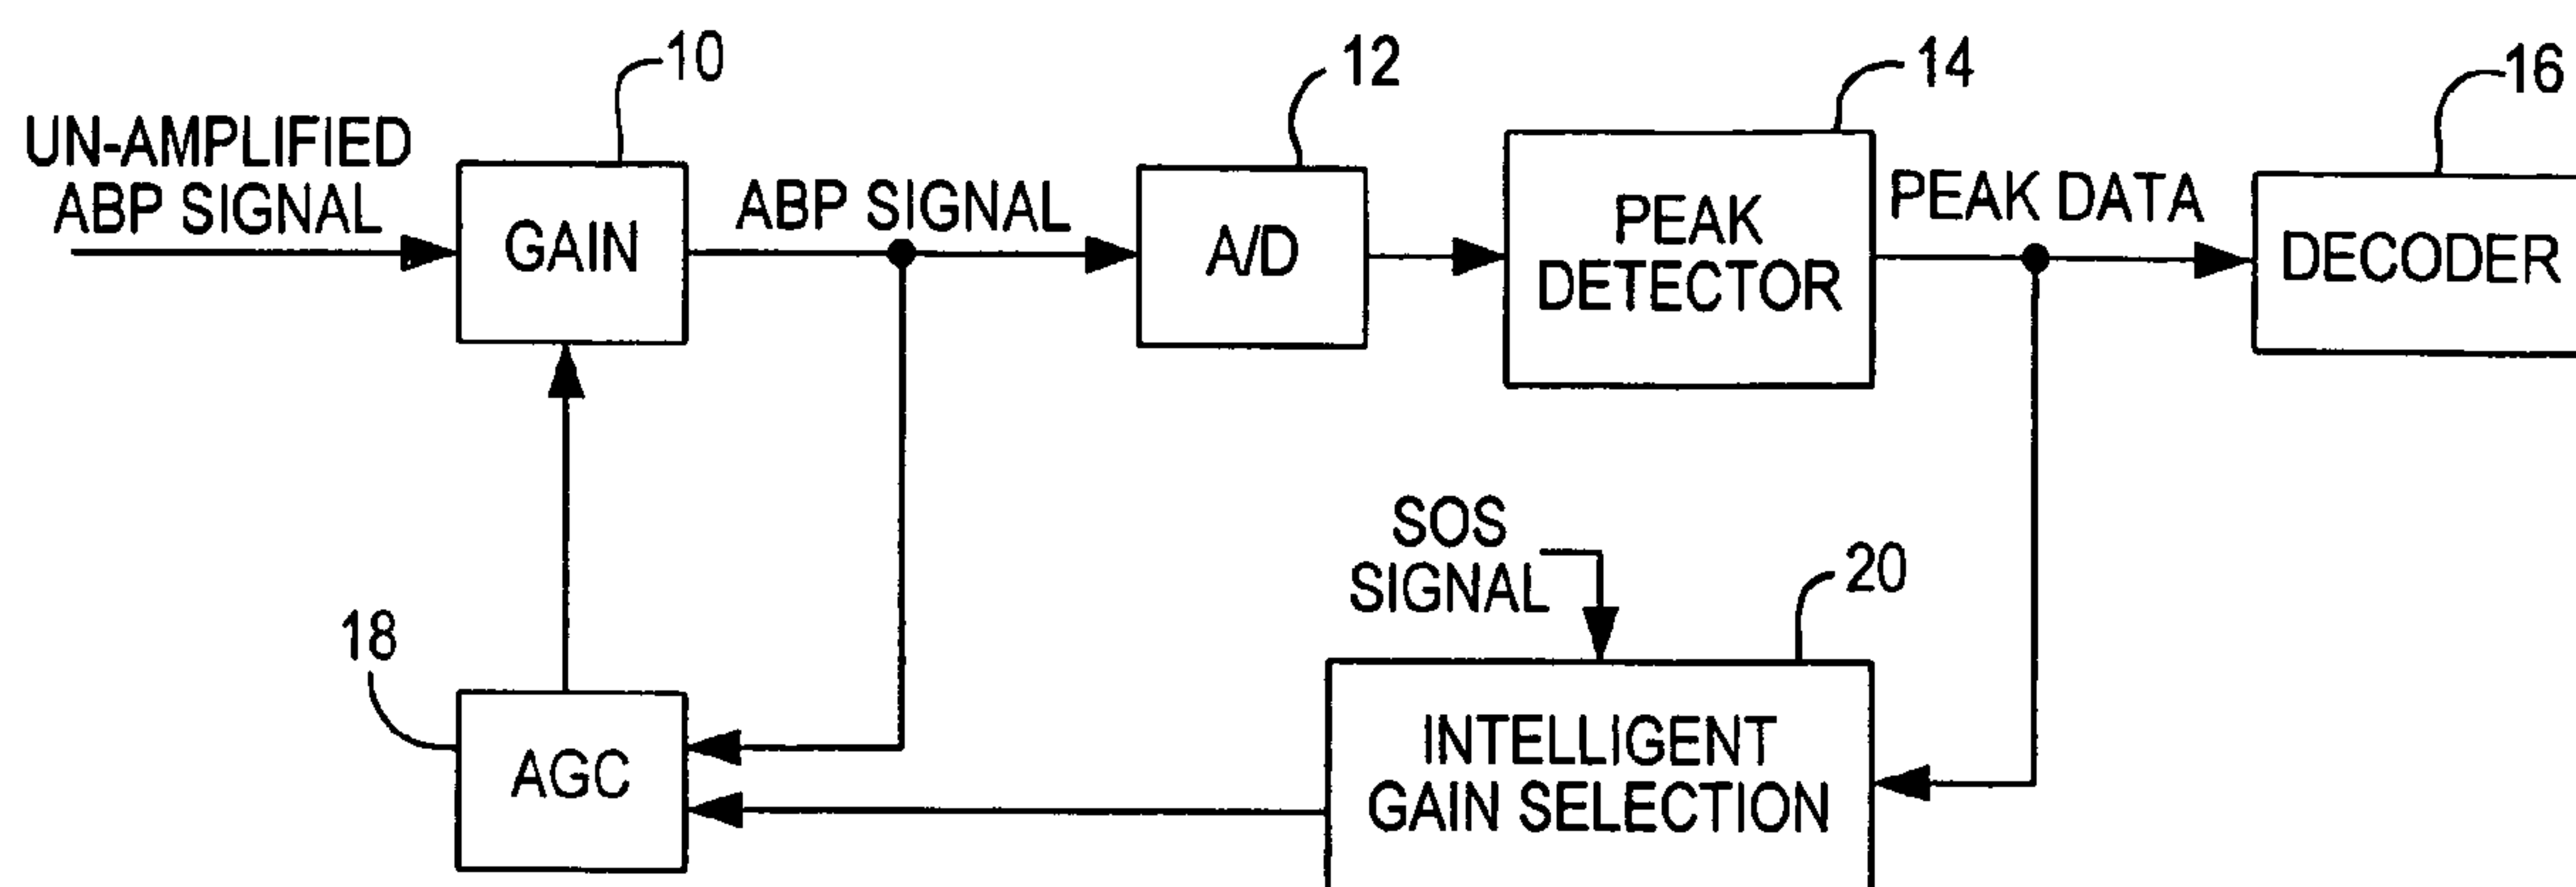 10
12
14
16
UN-AMPLIFIED
ABP SIGNAL
GAIN
ABP SIGNAL
A/D
PEAK
DETECTOR
PEAK DATA
DECODER
SOS
SIGNAL
20
18
AGC
INTELLIGENT
GAIN SELECTION